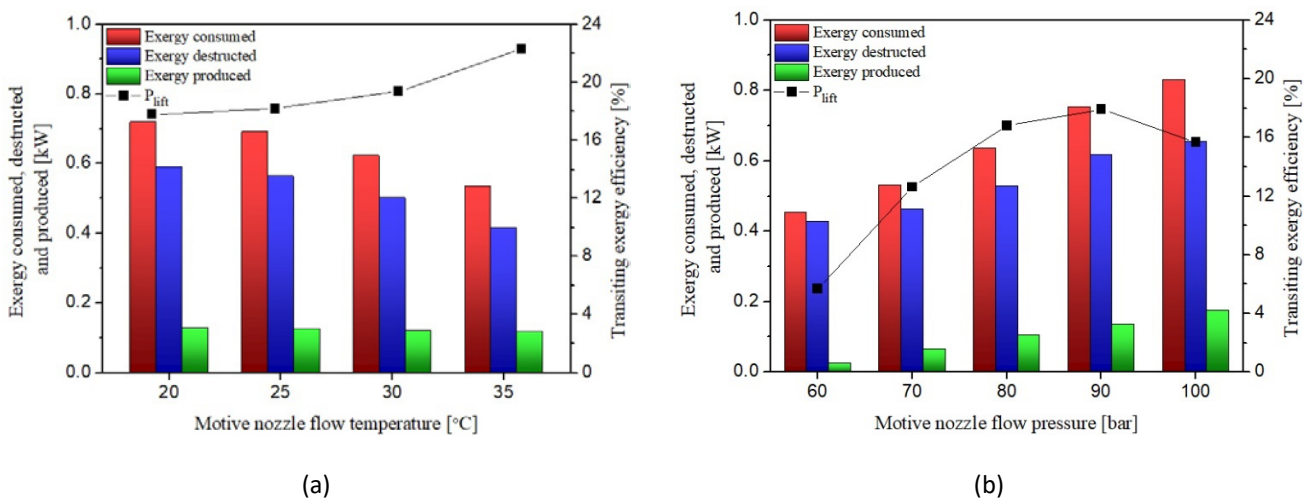 Exergy consumed, destructed
and produced [kW]
1.0
0.8
0.6
0.4
0.2
0.0
Exergy consumed
Exergy destructed
Exergy produced
P_lift
24
20
16
12
8
4
0
Transiting exergy efficiency [%]
20 25 30 35
Motive nozzle flow temperature [°C]
(a)
Exergy consumed, destructed
and produced [kW]
1.0
0.8
0.6
0.4
0.2
0.0
Exergy consumed
Exergy destructed
Exergy produced
P_lift
24
20
16
12
8
4
0
Transiting exergy efficiency [%]
60 70 80 90 100
Motive nozzle flow pressure [bar]
(b)